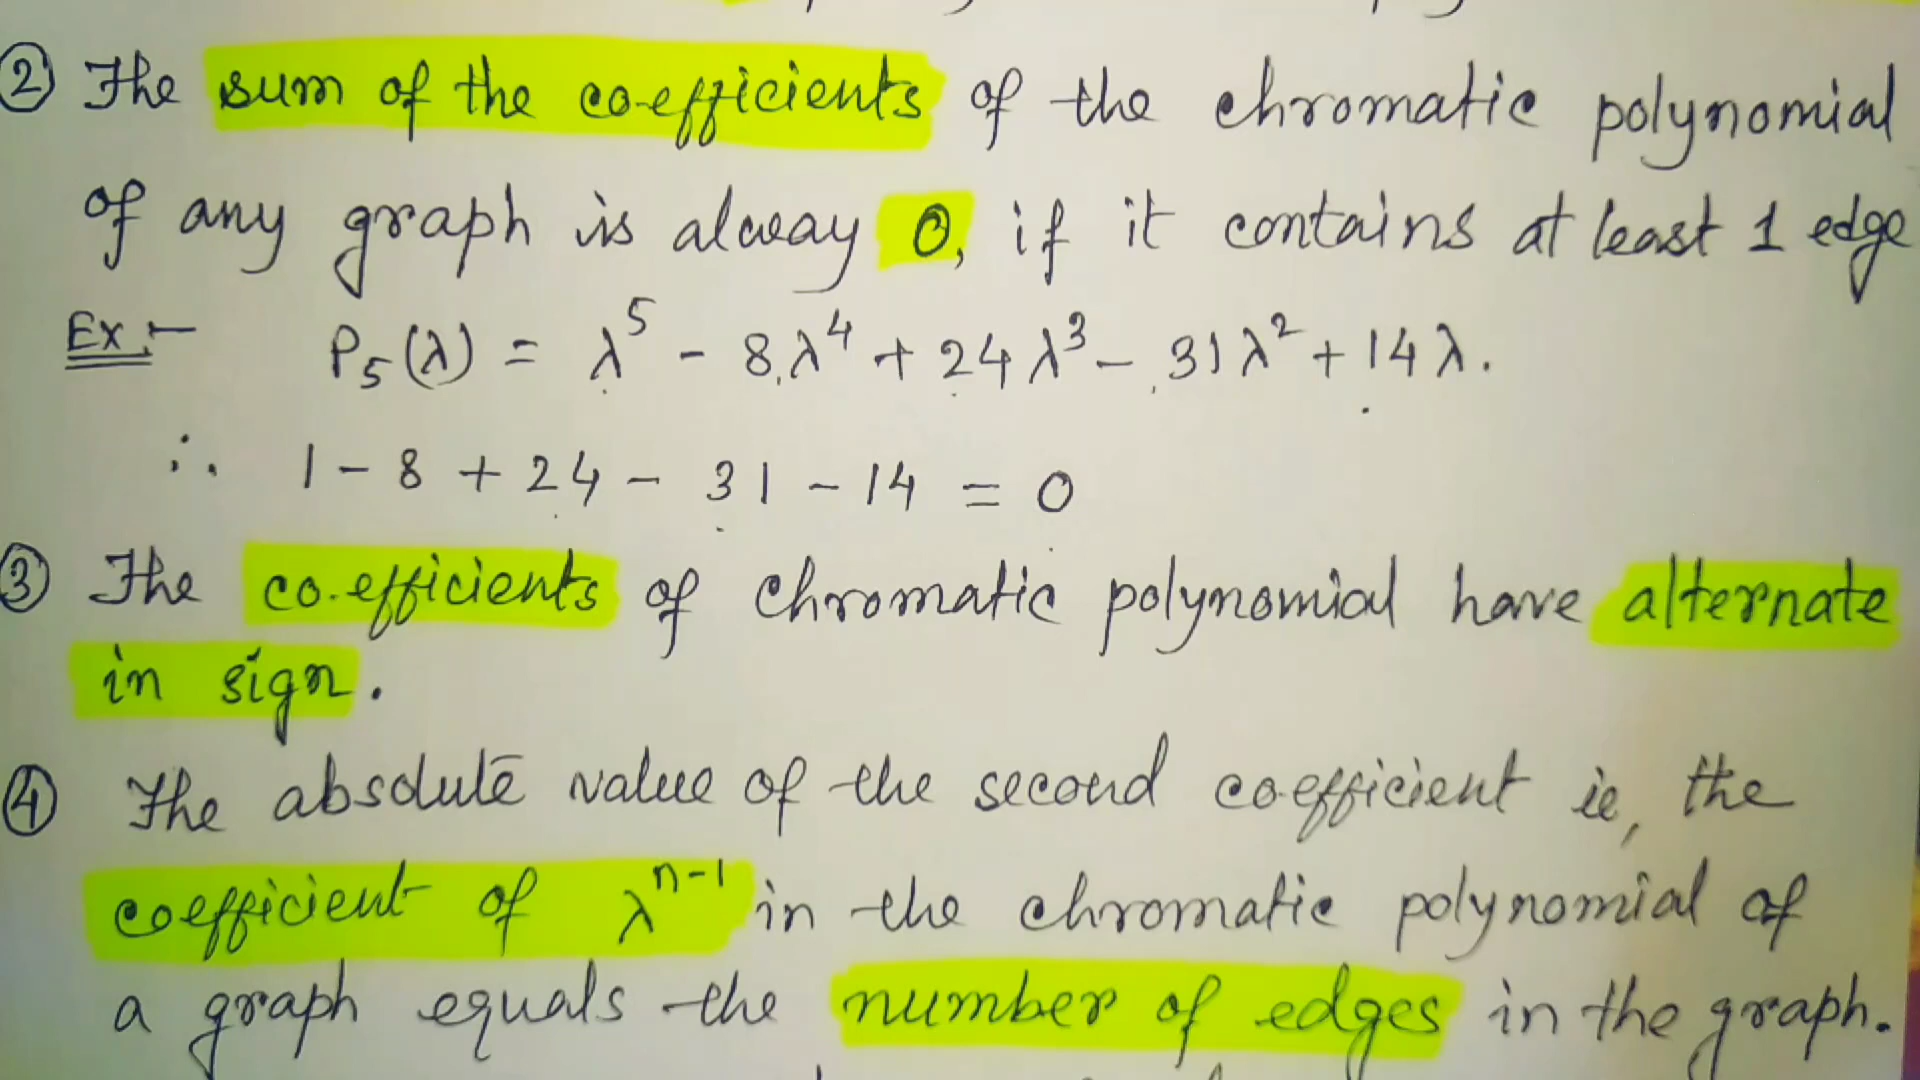 ② The sum of the co-efficients of the chromatic polynomial
of any graph is alway 0, if it contains at least 1 edge
Ex:- P₅(λ) = λ⁵ - 8λ⁴ + 24λ³ - 31λ² + 14λ.
∴ 1 - 8 + 24 - 31 - 14 = 0
③ The co-efficients of chromatic polynomial have alternate
in sign.
④ The absolute value of the second co-efficient ie, the
coefficient of λⁿ⁻¹ in the chromatic polynomial of
a graph equals the number of edges in the graph.